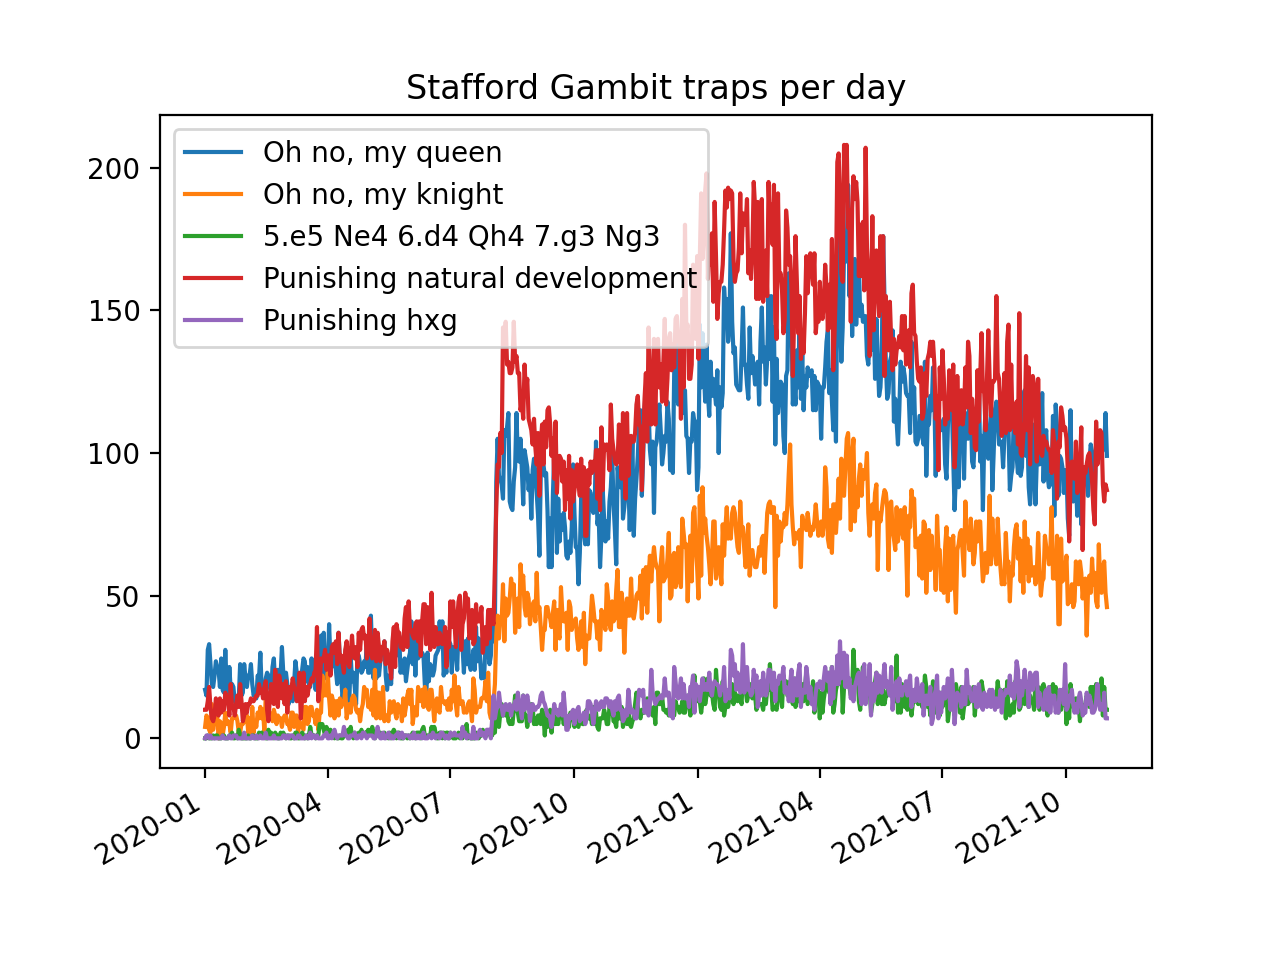 Stafford Gambit traps per day
Oh no, my queen
Oh no, my knight
5.e5 Ne4 6.d4 Qh4 7.g3 Ng3
Punishing natural development
Punishing hxg
200
150
100
50
0
2020-01
2020-04
2020-07
2020-10
2021-01
2021-04
2021-07
2021-10